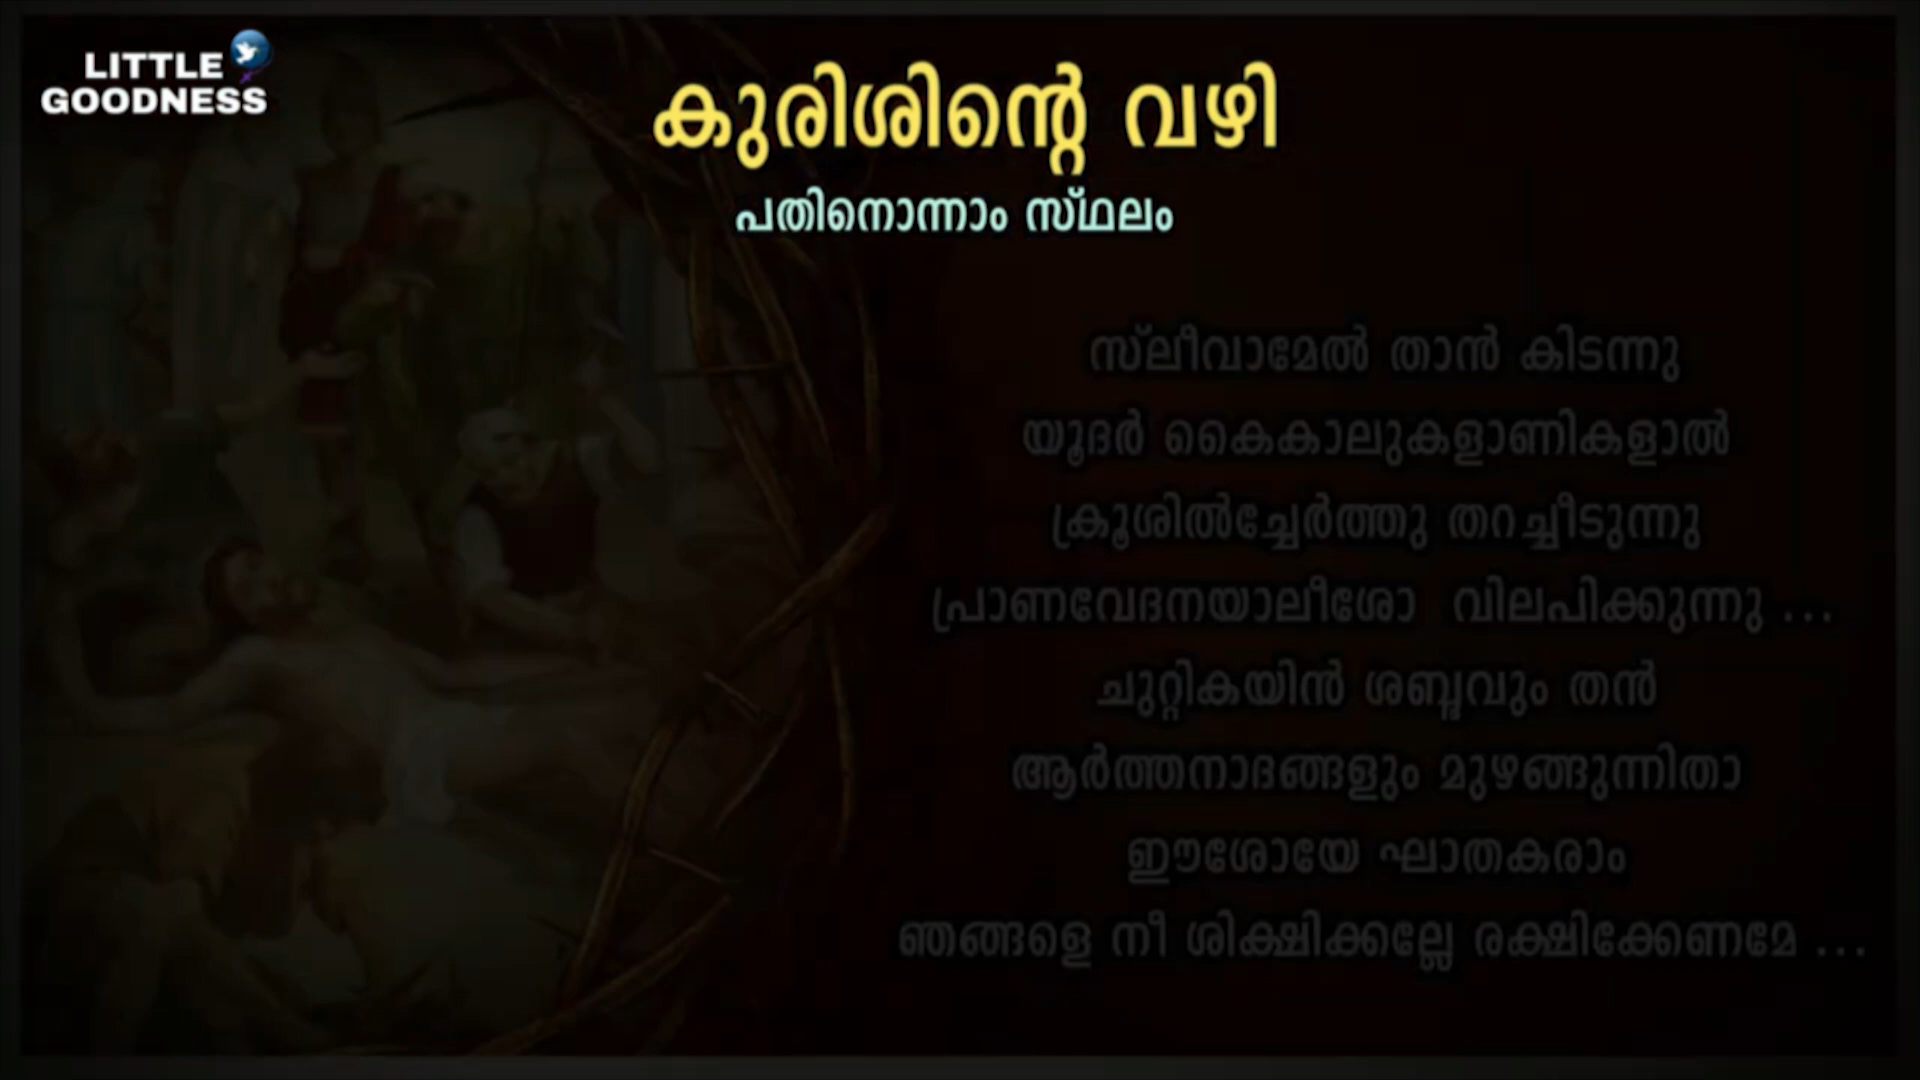 LITTLE
GOODNESS
കുരിശിന്റെ വഴി
പതിനൊന്നാം സ്ഥലം
സ്ലീവാമേൽ താൻ കിടന്നു
യൂദർ കൈകാലുകളാണികളാൽ
ക്രൂശിൽച്ചേർത്തു തറച്ചീടുന്നു
പ്രാണവേദനയാലീശോ വിലപിക്കുന്നു ...
ചുറ്റികയിൻ ശബ്ദവും തൻ
ആർത്തനാദങ്ങളും മുഴങ്ങുന്നിതാ
ഈശോയേ ഘാതകരാം
ഞങ്ങളെ നീ ശിക്ഷിക്കല്ലേ രക്ഷിക്കേണമേ ...